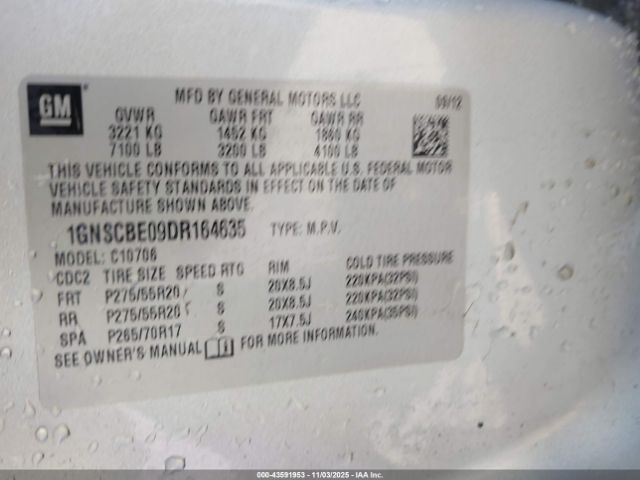 GM
MFD BY GENERAL MOTORS LLC 09/12
GVWR GAWR FRT GAWR RR
3221 KG 1452 KG 1860 KG
7100 LB 3200 LB 4100 LB
THIS VEHICLE CONFORMS TO ALL APPLICABLE U.S. FEDERAL MOTOR
VEHICLE SAFETY STANDARDS IN EFFECT ON THE DATE OF
MANUFACTURE SHOWN ABOVE.
1GNSCBE09DR164635 TYPE: M.P.V.
MODEL: C10706
CDC2 TIRE SIZE SPEED RTG RIM COLD TIRE PRESSURE
FRT P275/55R20 S 20X8.5J 220KPA(32PSI)
RR P275/55R20 S 20X8.5J 220KPA(32PSI)
SPA P265/70R17 S 17X7.5J 240KPA(35PSI)
SEE OWNER'S MANUAL FOR MORE INFORMATION.
000-43591953 - 11/03/2025 - IAA Inc.